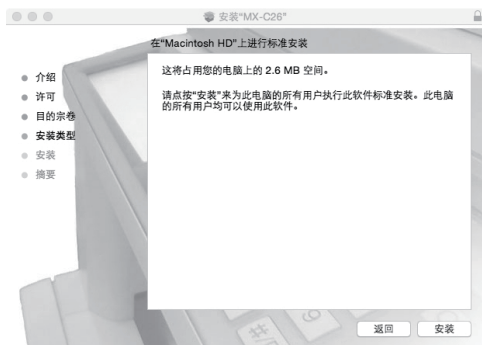 安装“MX-C26”
在“Macintosh HD”上进行标准安装
介绍
许可
目的宗卷
安装类型
安装
摘要
这将占用您的电脑上的 2.6 MB 空间。
请点按“安装”来为此电脑的所有用户执行此软件标准安装。此电脑
的所有用户均可以使用此软件。
#
9
返回
安装